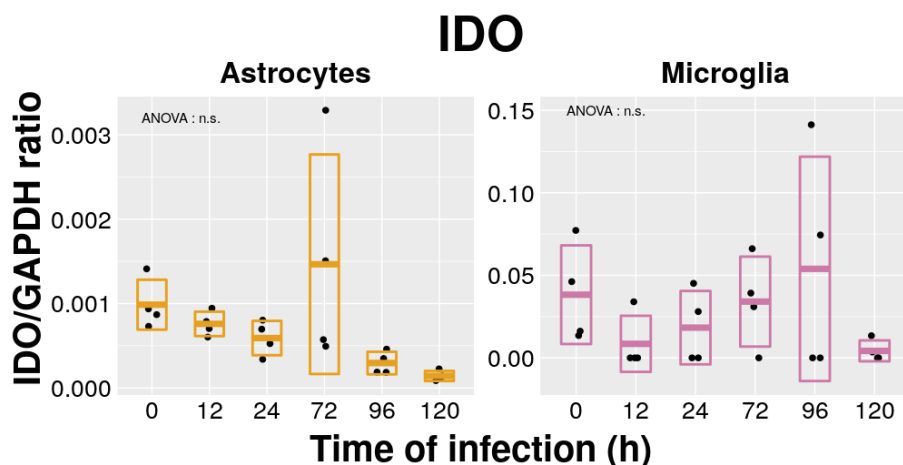 IDO
Astrocytes
Microglia
IDO/GAPDH ratio
ANOVA : n.s.
0.003
0.002
0.001
0.000
0 12 24 72 96 120
ANOVA : n.s.
0.15
0.10
0.05
0.00
0 12 24 72 96 120
Time of infection (h)